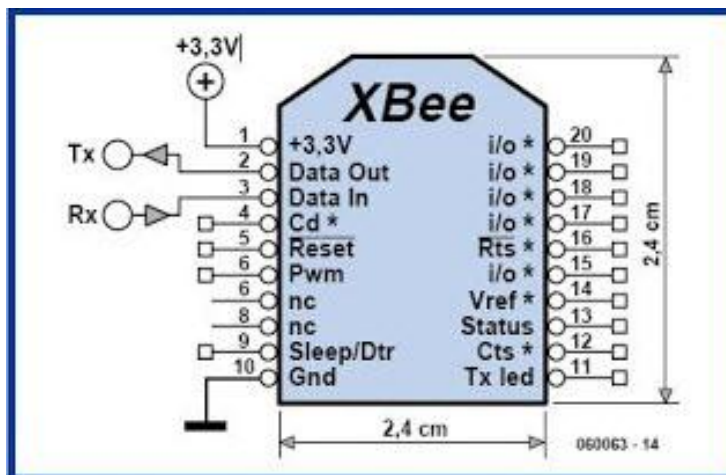 +3,3V
XBee
Tx
Rx
1 +3,3V
2 Data Out
3 Data In
4 Cd *
5 Reset
6 Pwm
6 nc
8 nc
9 Sleep/Dtr
10 Gnd
i/o * 20
i/o * 19
i/o * 18
i/o * 17
Rts * 16
i/o * 15
Vref * 14
Status 13
Cts * 12
Tx led 11
2,4 cm
2,4 cm
060063 - 14